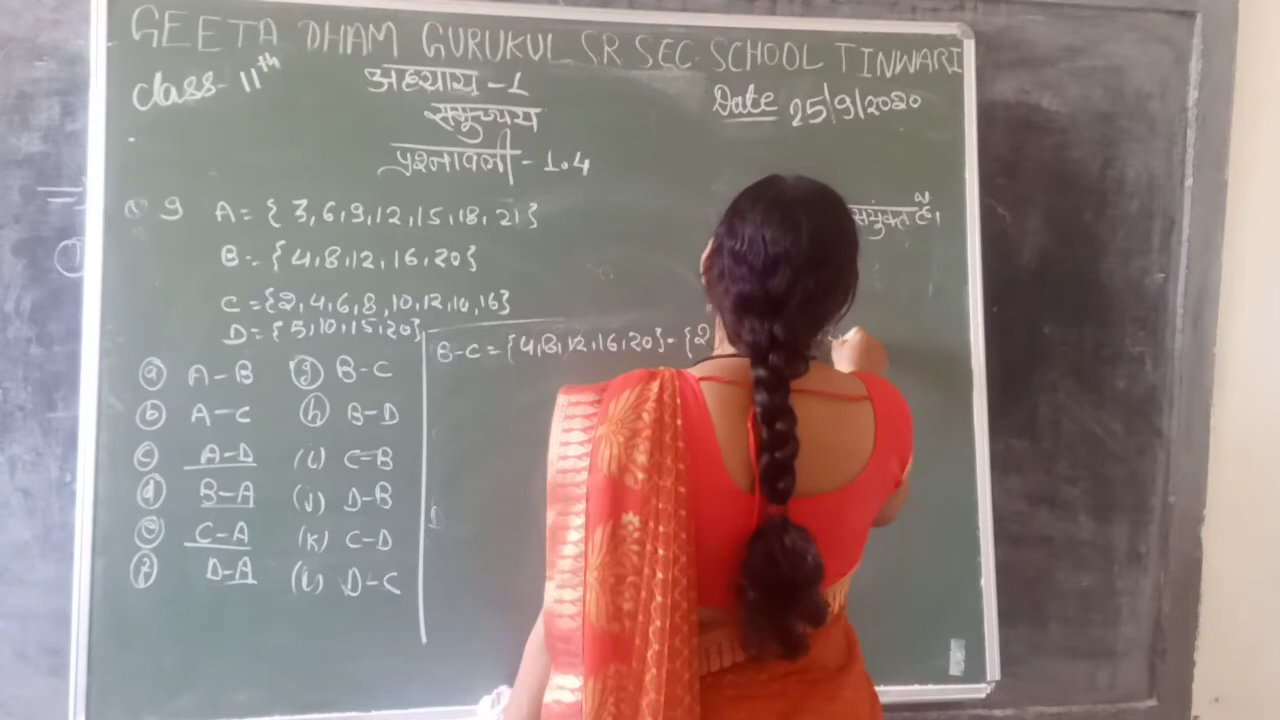 GEETA DHAM GURUKUL SR SEC. SCHOOL TINWARI
class-11th
अध्याय -1
Date 25/9/2020
समुच्चय
प्रश्नावली - 1.4
9 A = { 3,6,9,12,15,18,21}
संयुक्त है।
B = {4,8,12,16,20}
C = {2,4,6,8,10,12,14,16}
D = {5,10,15,20}
B-C = {4,8,12,16,20} - {2
(a) A-B (g) B-C
(b) A-C (h) B-D
(c) A-D (i) C-B
(d) B-A (j) D-B
(e) C-A (k) C-D
(f) D-A (l) D-C